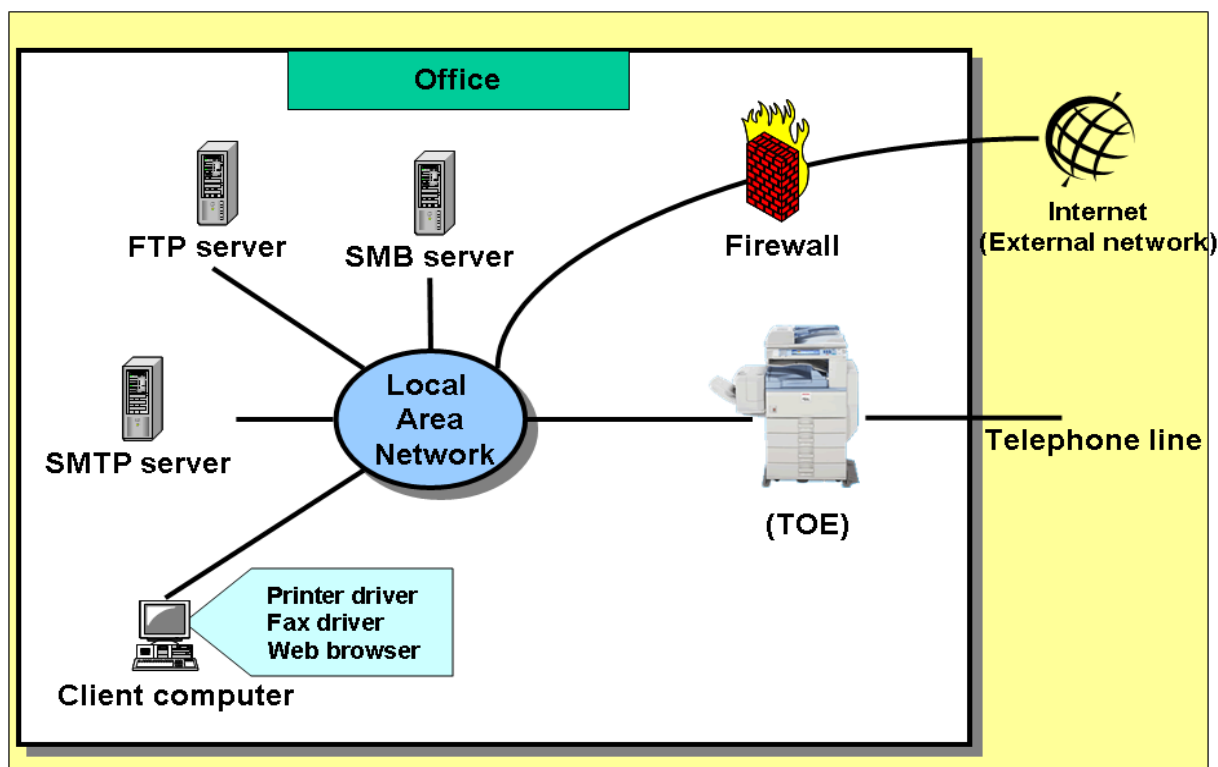 Office
FTP server
SMB server
Firewall
Internet
(External network)
Local
Area
Network
SMTP server
Telephone line
(TOE)
Printer driver
Fax driver
Web browser
Client computer